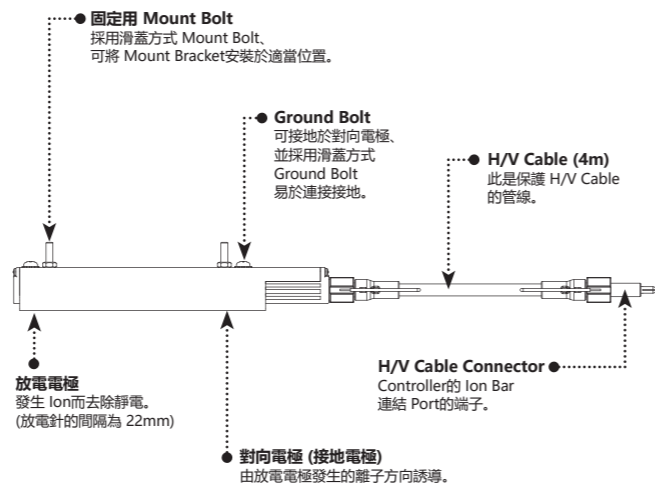 固定用 Mount Bolt
採用滑蓋方式 Mount Bolt、
可將 Mount Bracket安裝於適當位置。
Ground Bolt
可接地於對向電極、
並採用滑蓋方式
Ground Bolt
易於連接接地。
H/V Cable (4m)
此是保護 H/V Cable
的管線。
放電電極
發生 Ion而去除靜電。
(放電針的間隔為 22mm)
H/V Cable Connector
Controller的 Ion Bar
連結 Port的端子。
對向電極 (接地電極)
由放電電極發生的離子方向誘導。